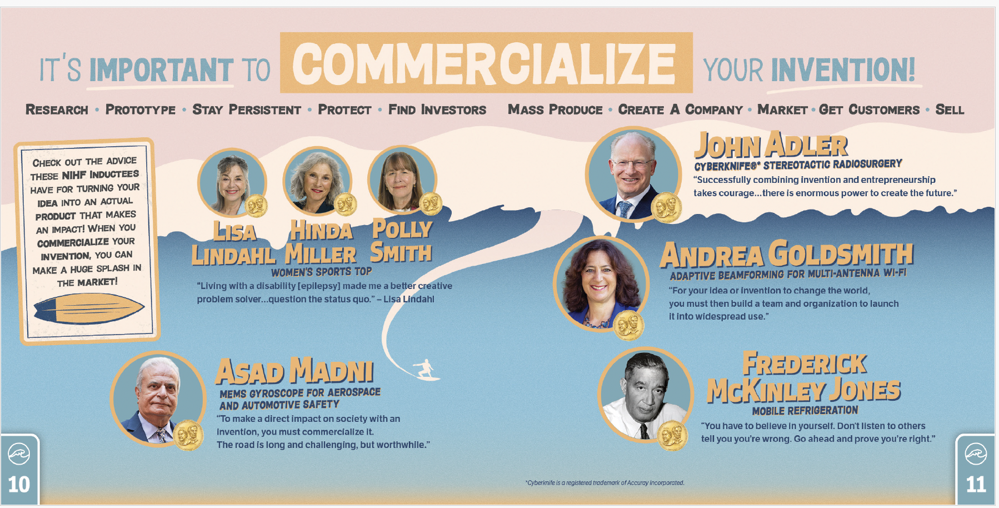 IT'S IMPORTANT TO COMMERCIALIZE YOUR INVENTION!
RESEARCH • PROTOTYPE • STAY PERSISTENT • PROTECT • FIND INVESTORS MASS PRODUCE • CREATE A COMPANY • MARKET • GET CUSTOMERS • SELL
CHECK OUT THE ADVICE
THESE NIHF INDUCTEES
HAVE FOR TURNING YOUR
IDEA INTO AN ACTUAL
PRODUCT THAT MAKES
AN IMPACT! WHEN YOU
COMMERCIALIZE YOUR
INVENTION, YOU CAN
MAKE A HUGE SPLASH IN
THE MARKET!
LISA
LINDAHL
HINDA
MILLER
POLLY
SMITH
WOMEN'S SPORTS TOP
“Living with a disability [epilepsy] made me a better creative
problem solver...question the status quo.” – Lisa Lindahl
ASAD MADNI
MEMS GYROSCOPE FOR AEROSPACE
AND AUTOMOTIVE SAFETY
“To make a direct impact on society with an
invention, you must commercialize it.
The road is long and challenging, but worthwhile.”
10
JOHN ADLER
CYBERKNIFE®* STEREOTACTIC RADIOSURGERY
“Successfully combining invention and entrepreneurship
takes courage...there is enormous power to create the future.”
ANDREA GOLDSMITH
ADAPTIVE BEAMFORMING FOR MULTI-ANTENNA WI-FI
“For your idea or invention to change the world,
you must then build a team and organization to launch
it into widespread use.”
FREDERICK
MCKINLEY JONES
MOBILE REFRIGERATION
“You have to believe in yourself. Don't listen to others
tell you you're wrong. Go ahead and prove you're right.”
*Cyberknife is a registered trademark of Accuray Incorporated.
11